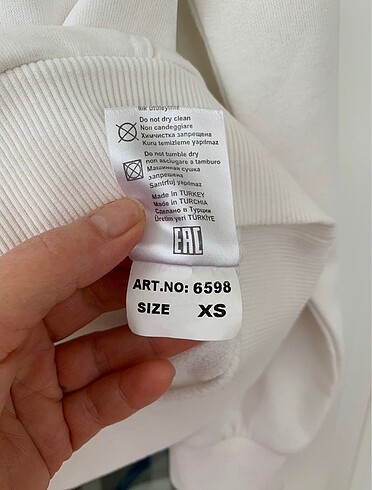 Do not dry clean
Non candeggiare
Химчистка запрещена
Kuru temizleme yapılmaz
Do not tumble dry
non asciugare a tamburo
Машинная сушка
запрещена
Santrfuj yapılmaz
Made in TURKEY
Made in TURCHIA
Сделано в Турции
Üretim yeri TÜRKİYE
EAC
ART.NO: 6598
SIZE XS